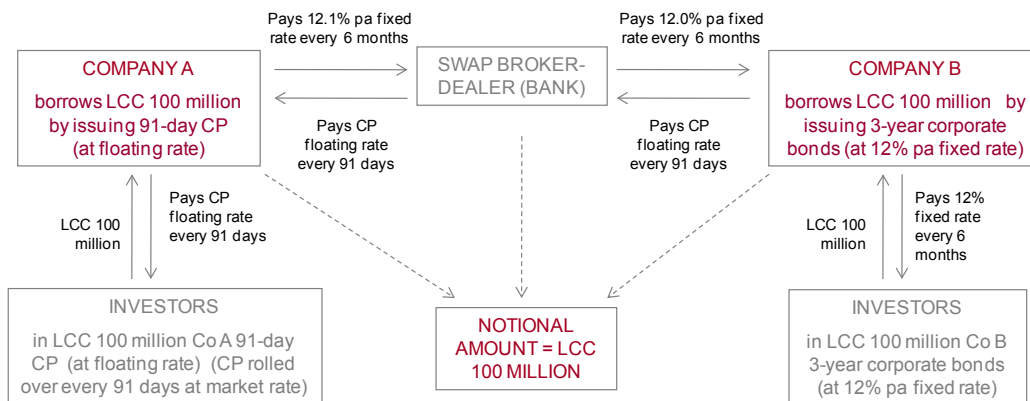 Pays 12.1% pa fixed
rate every 6 months
Pays 12.0% pa fixed
rate every 6 months
COMPANY A
borrows LCC 100 million
by issuing 91-day CP
(at floating rate)
SWAP BROKER-
DEALER (BANK)
COMPANY B
borrows LCC 100 million by
issuing 3-year corporate
bonds (at 12% pa fixed rate)
Pays CP
floating rate
every 91 days
Pays CP
floating rate
every 91 days
LCC 100
million
Pays CP
floating rate
every 91 days
LCC 100
million
Pays 12%
fixed rate
every 6
months
INVESTORS
in LCC 100 million Co A 91-day
CP (at floating rate) (CP rolled
over every 91 days at market rate)
NOTIONAL
AMOUNT = LCC
100 MILLION
INVESTORS
in LCC 100 million Co B
3-year corporate bonds
(at 12% pa fixed rate)